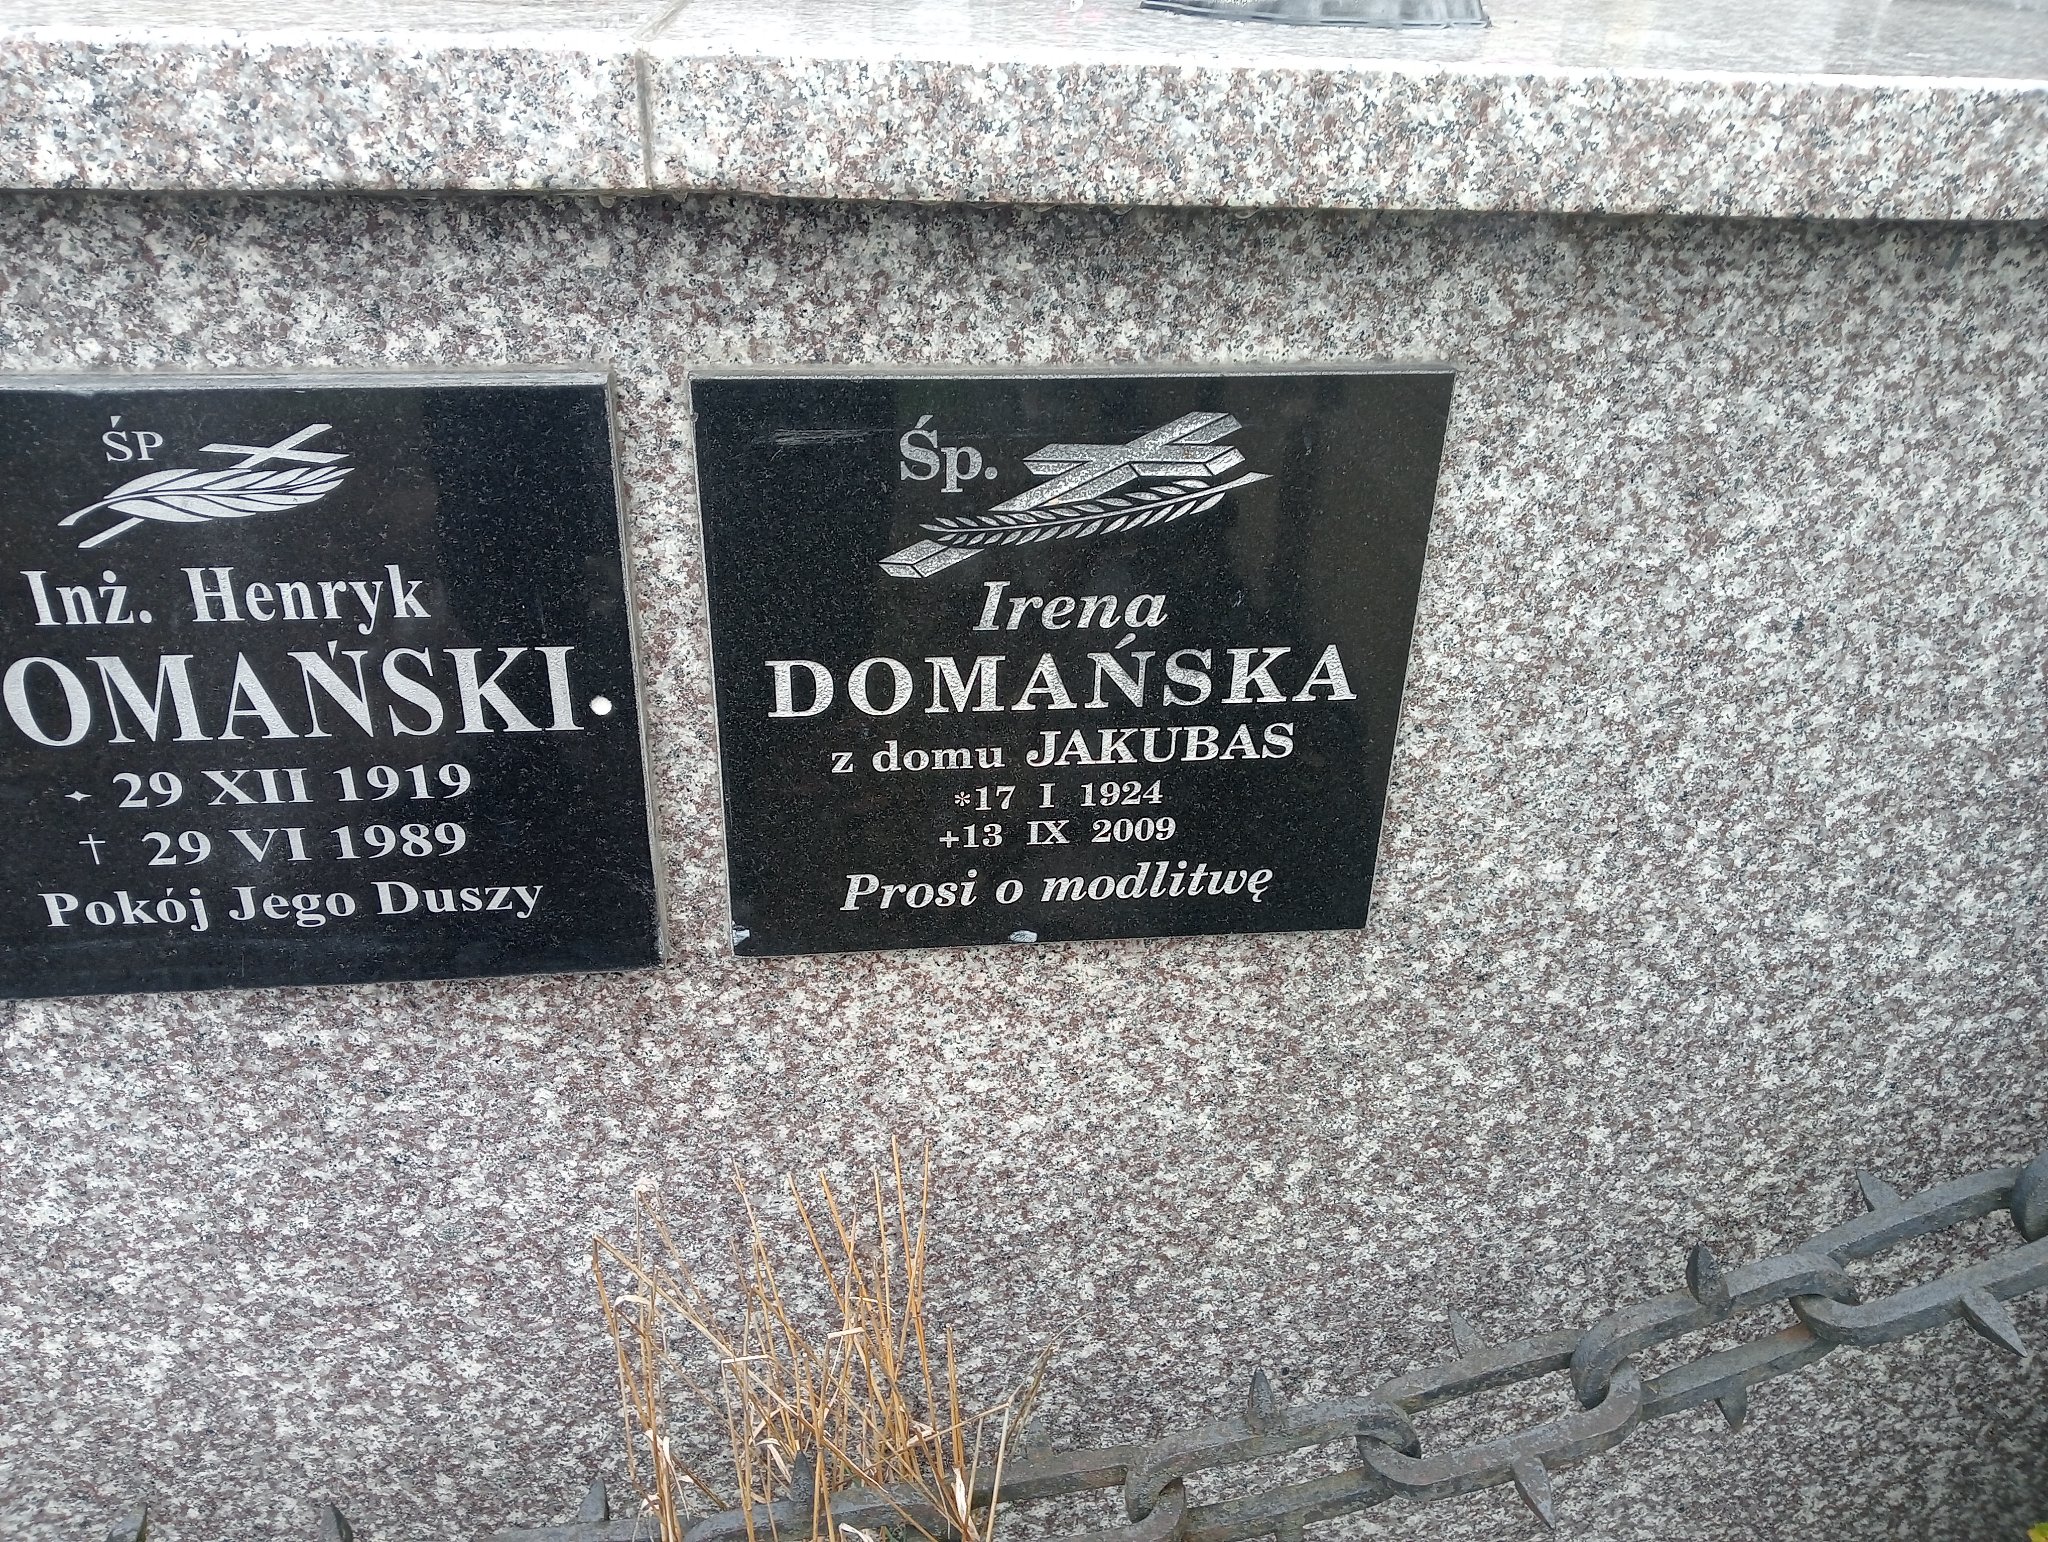 ŚP
Inż. Henryk
OMAŃSKI
29 XII 1919
† 29 VI 1989
Pokój Jego Duszy
Śp.
Irena
DOMAŃSKA
z domu JAKUBAS
*17 I 1924
+13 IX 2009
Prosi o modlitwę